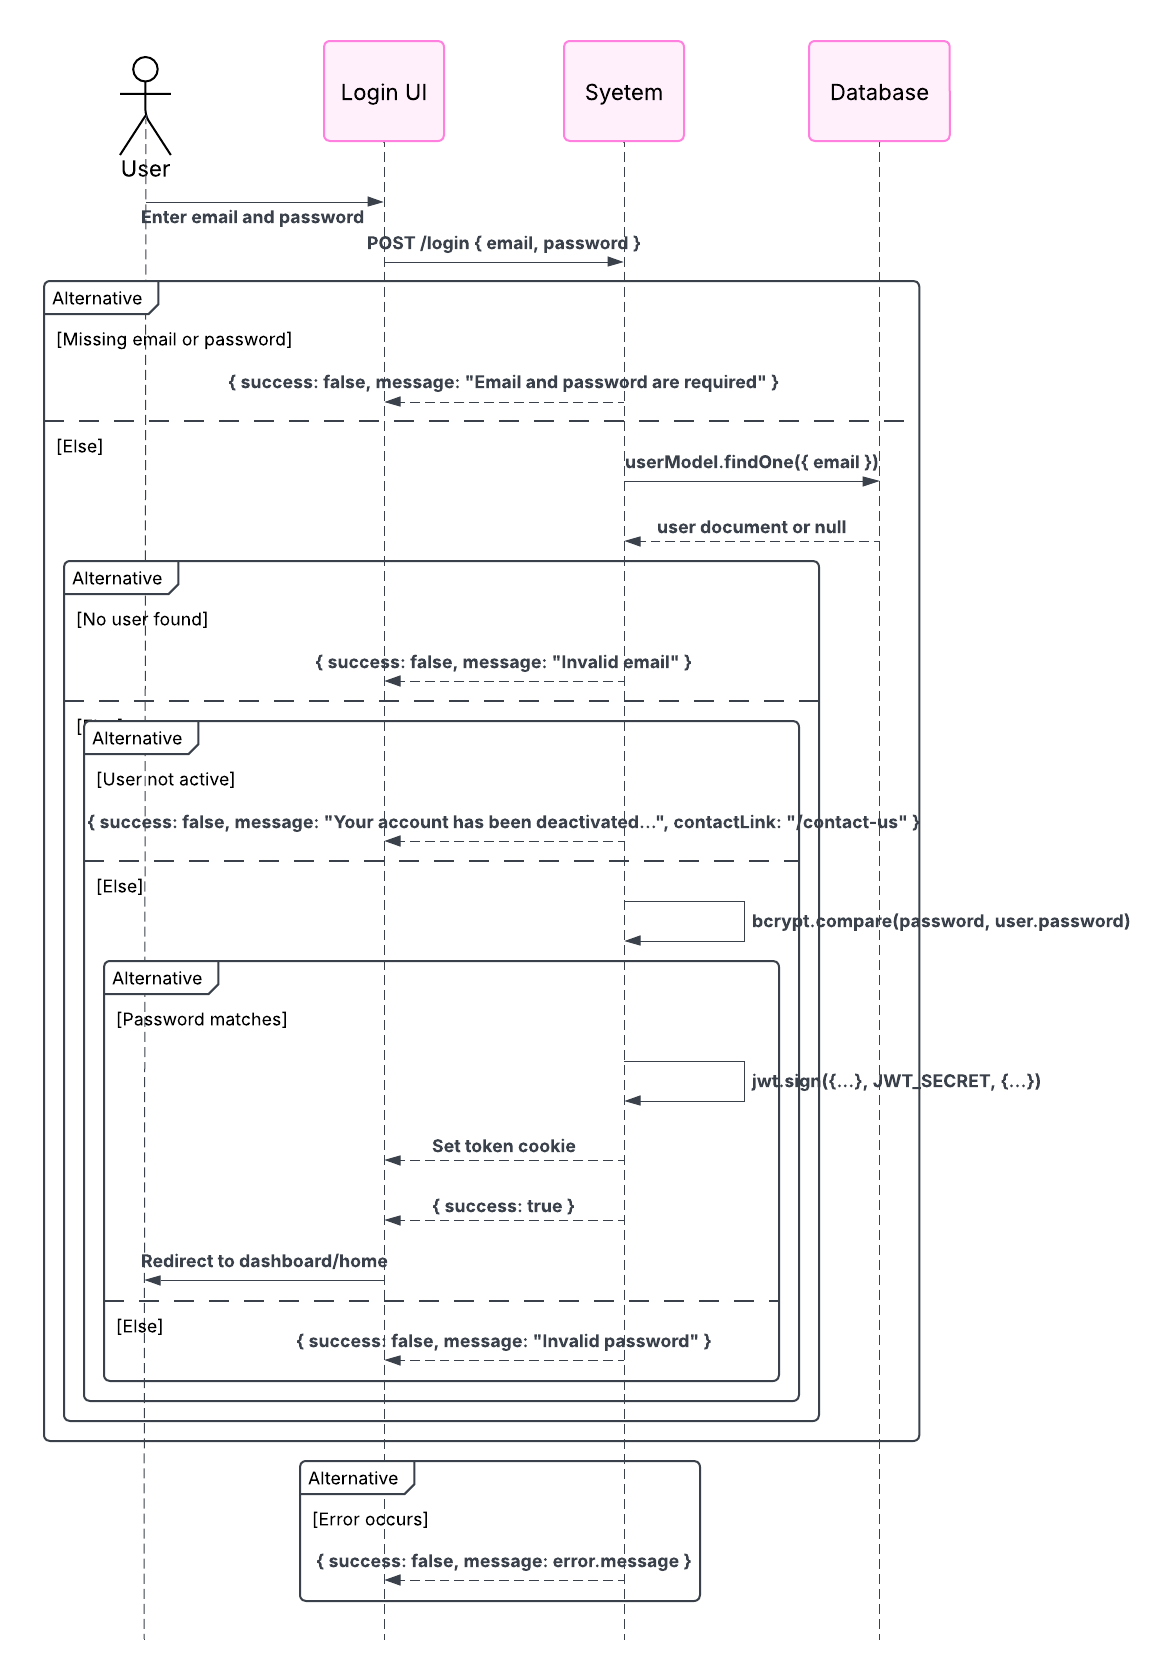 Login UI
Syetem
Database
User
Enter email and password
POST /login { email, password }
Alternative
[Missing email or password]
{ success: false, message: "Email and password are required" }
[Else]
userModel.findOne({ email })
user document or null
Alternative
[No user found]
{ success: false, message: "Invalid email" }
Alternative
[User not active]
{ success: false, message: "Your account has been deactivated...", contactLink: "/contact-us" }
[Else]
bcrypt.compare(password, user.password)
Alternative
[Password matches]
jwt.sign({...}, JWT_SECRET, {...})
Set token cookie
{ success: true }
Redirect to dashboard/home
[Else]
{ success: false, message: "Invalid password" }
Alternative
[Error occurs]
{ success: false, message: error.message }